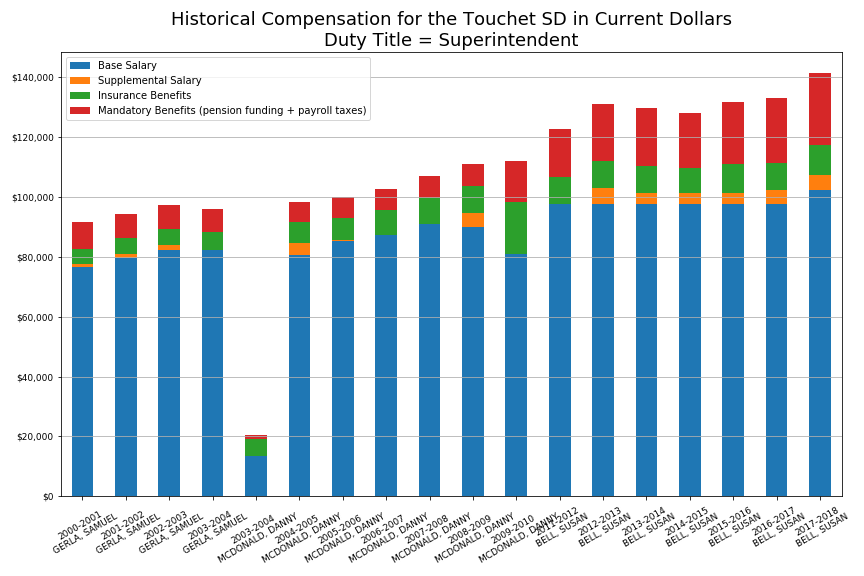 Historical Compensation for the Touchet SD in Current Dollars
Duty Title = Superintendent
Base Salary
Supplemental Salary
Insurance Benefits
Mandatory Benefits (pension funding + payroll taxes)
$140,000
$120,000
$100,000
$80,000
$60,000
$40,000
$20,000
$0
2000-2001
GERLA, SAMUEL
2001-2002
GERLA, SAMUEL
2002-2003
GERLA, SAMUEL
2003-2004
GERLA, SAMUEL
2003-2004
MCDONALD, DANNY
2004-2005
MCDONALD, DANNY
2005-2006
MCDONALD, DANNY
2006-2007
MCDONALD, DANNY
2007-2008
MCDONALD, DANNY
2008-2009
MCDONALD, DANNY
2009-2010
MCDONALD, DANNY
2011-2012
BELL, SUSAN
2012-2013
BELL, SUSAN
2013-2014
BELL, SUSAN
2014-2015
BELL, SUSAN
2015-2016
BELL, SUSAN
2016-2017
BELL, SUSAN
2017-2018
BELL, SUSAN